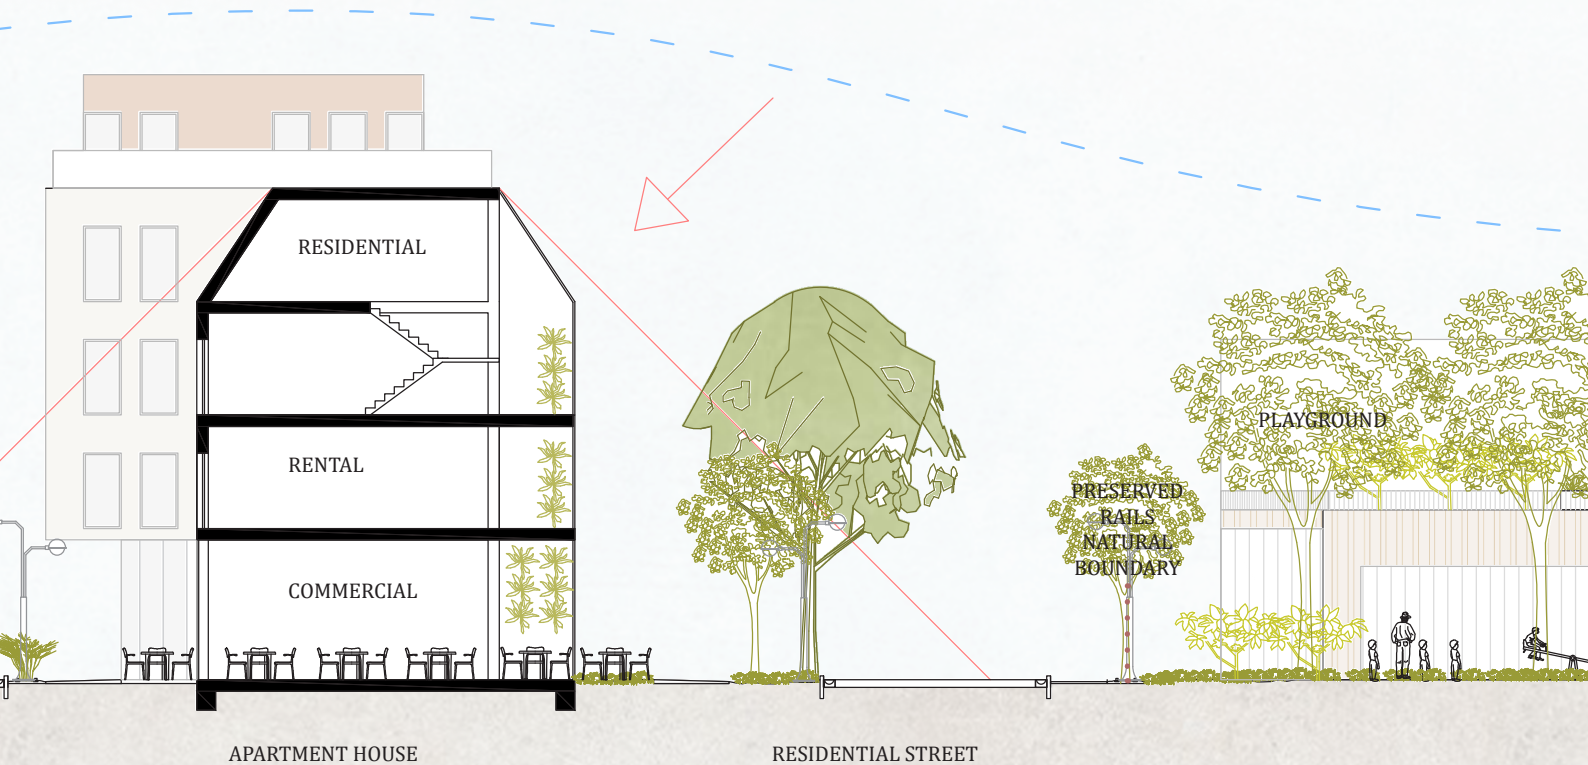 RESIDENTIAL
PLAYGROUND
RENTAL
PRESERVED
RAILS
NATURAL
BOUNDARY
COMMERCIAL
APARTMENT HOUSE
RESIDENTIAL STREET